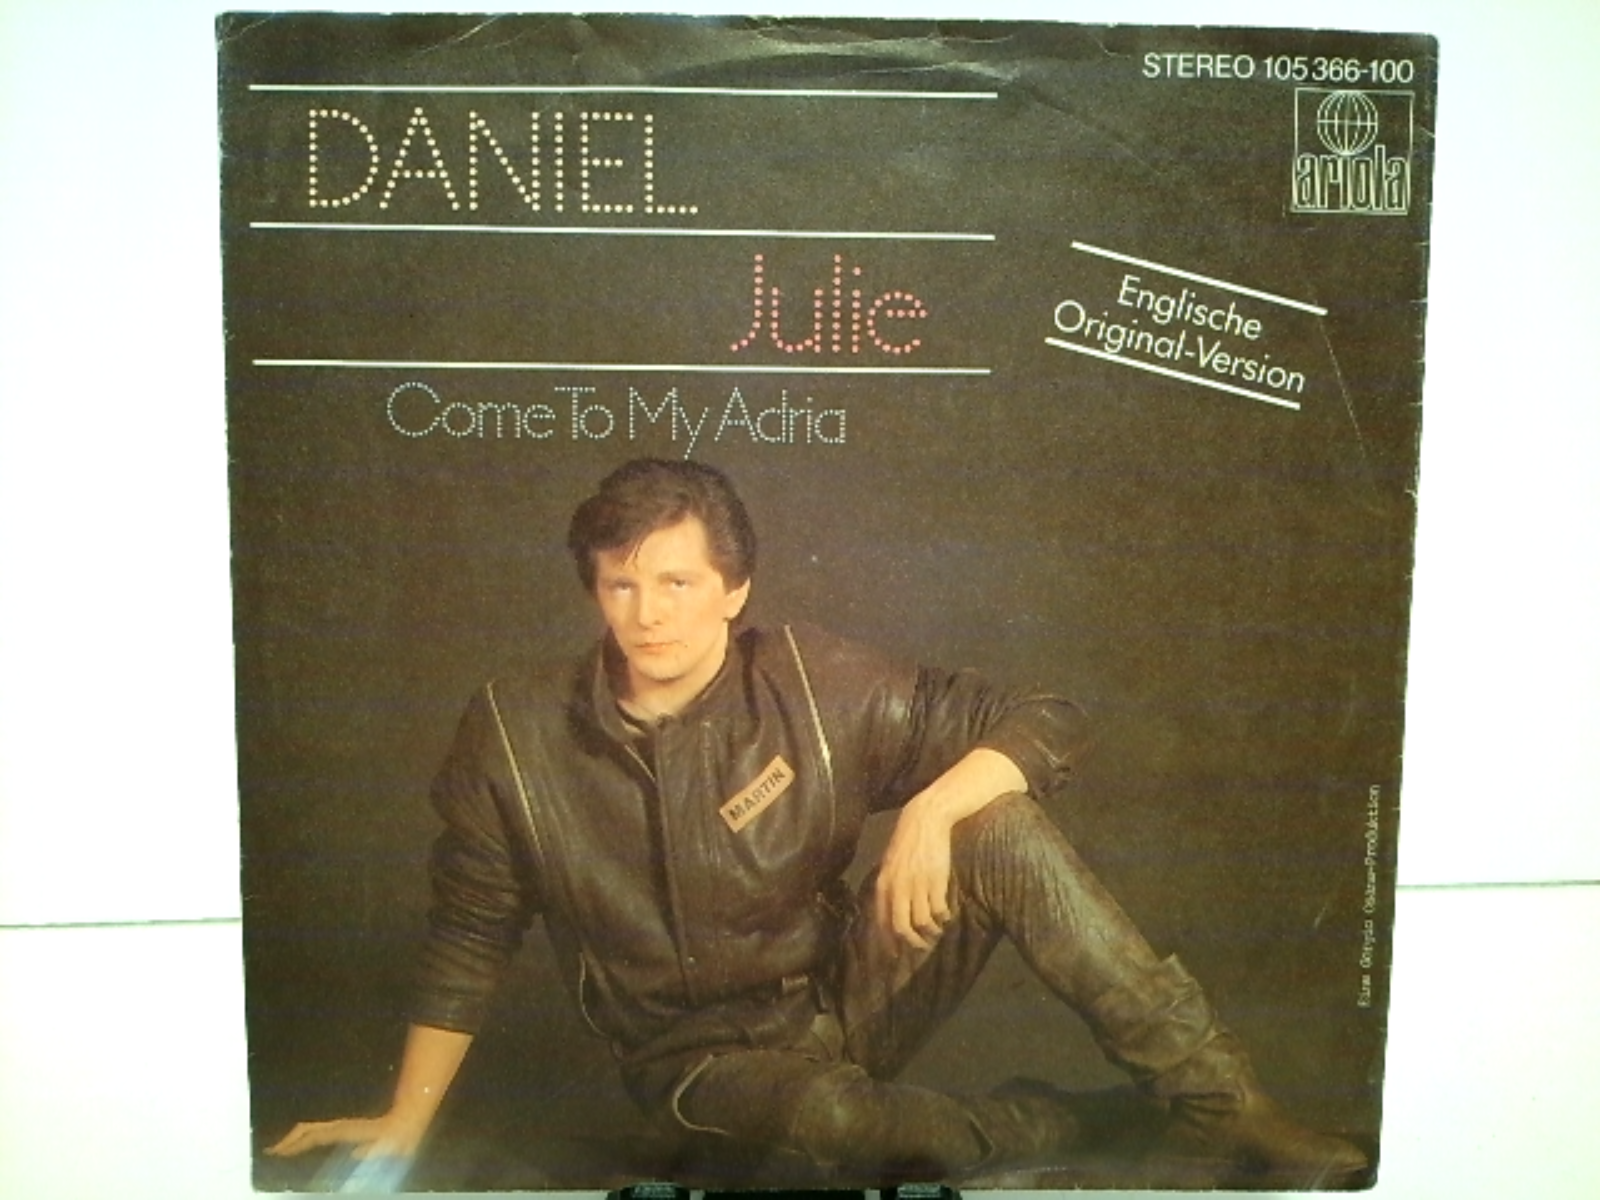 STEREO 105 366-100
ariola
DANIEL
Julie
Englische
Original-Version
Come To My Adria
MARTIN